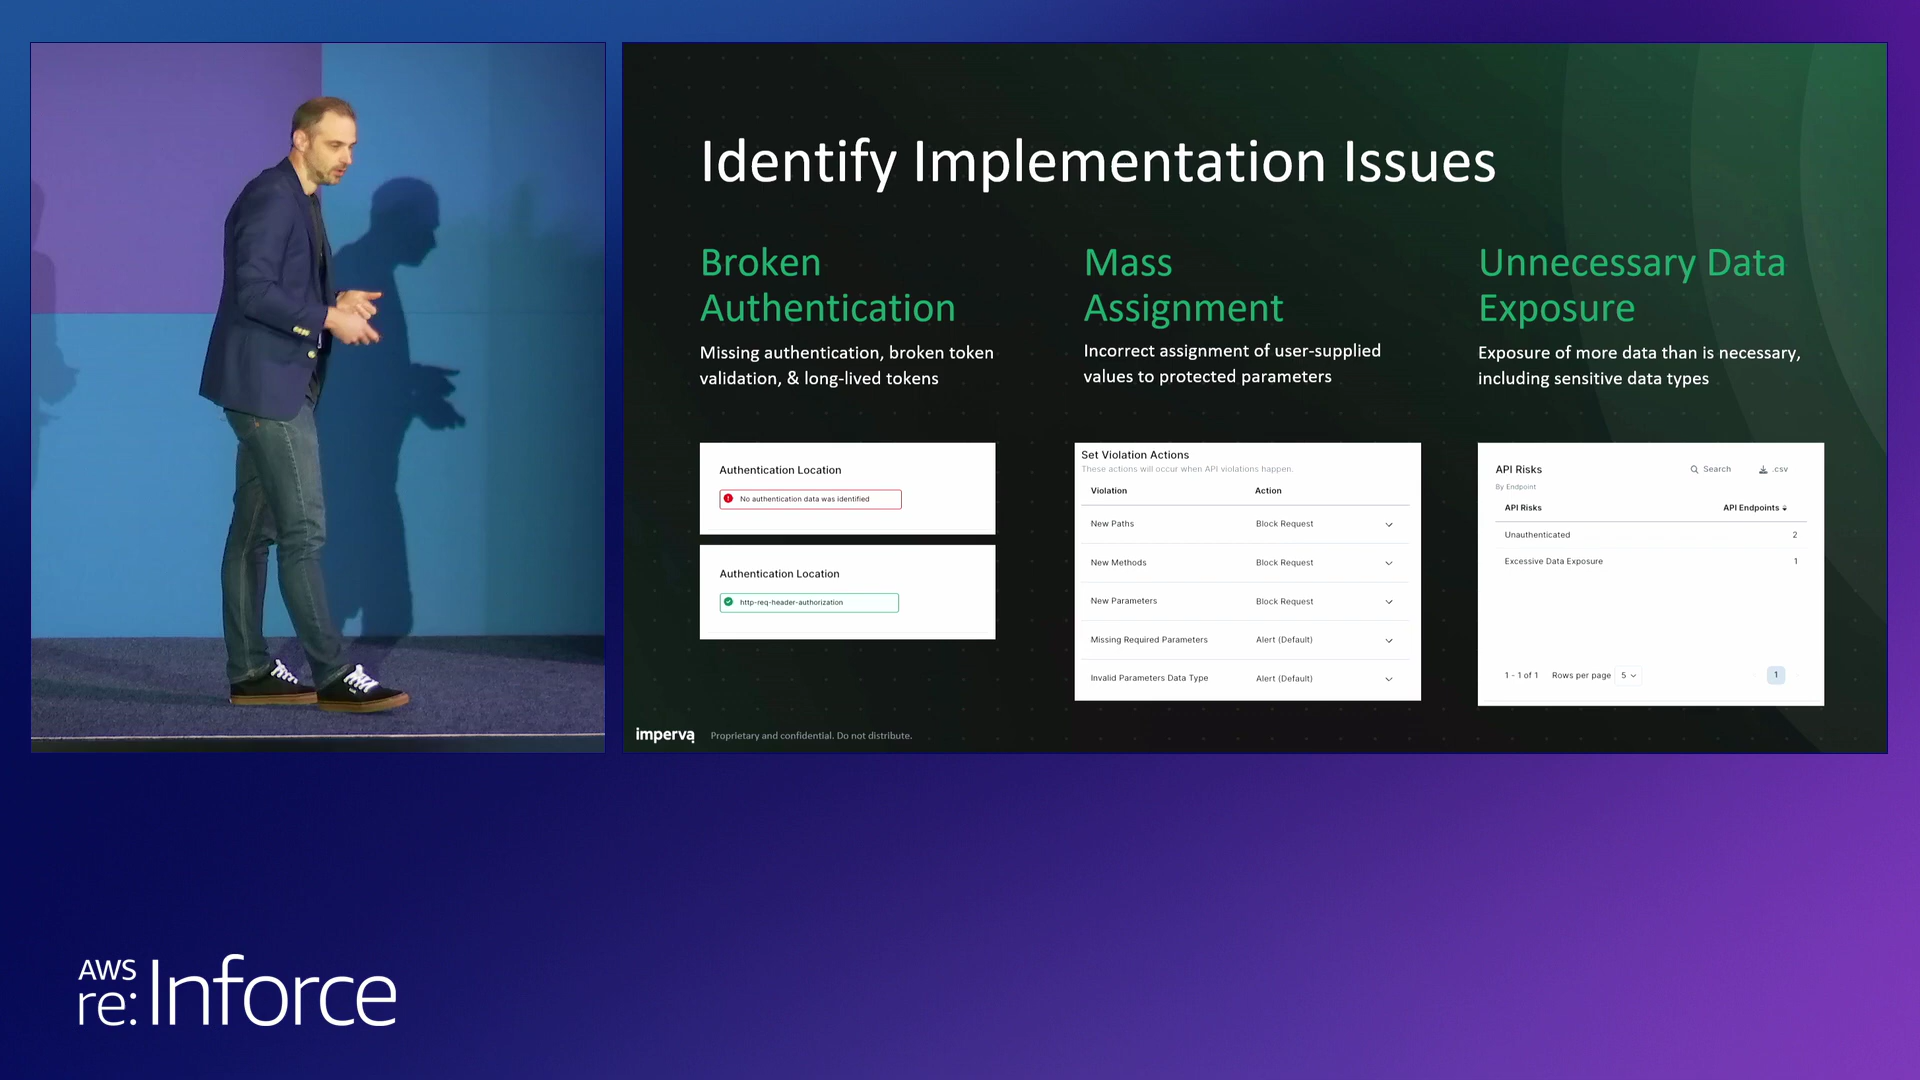 Identify Implementation Issues
Broken
Authentication
Missing authentication, broken token
validation, & long-lived tokens
Authentication Location
No authentication data was identified
Authentication Location
http-req-header-authorization
Mass
Assignment
Incorrect assignment of user-supplied
values to protected parameters
Set Violation Actions
These actions will occur when API violations happen.
Violation Action
New Paths Block Request
New Methods Block Request
New Parameters Block Request
Missing Required Parameters Alert (Default)
Invalid Parameters Data Type Alert (Default)
Unnecessary Data
Exposure
Exposure of more data than is necessary,
including sensitive data types
API Risks Search .csv
By Endpoint
API Risks API Endpoints
Unauthenticated 2
Excessive Data Exposure 1
1 - 1 of 1 Rows per page 5 1
imperva Proprietary and confidential. Do not distribute.
AWS
re:Inforce